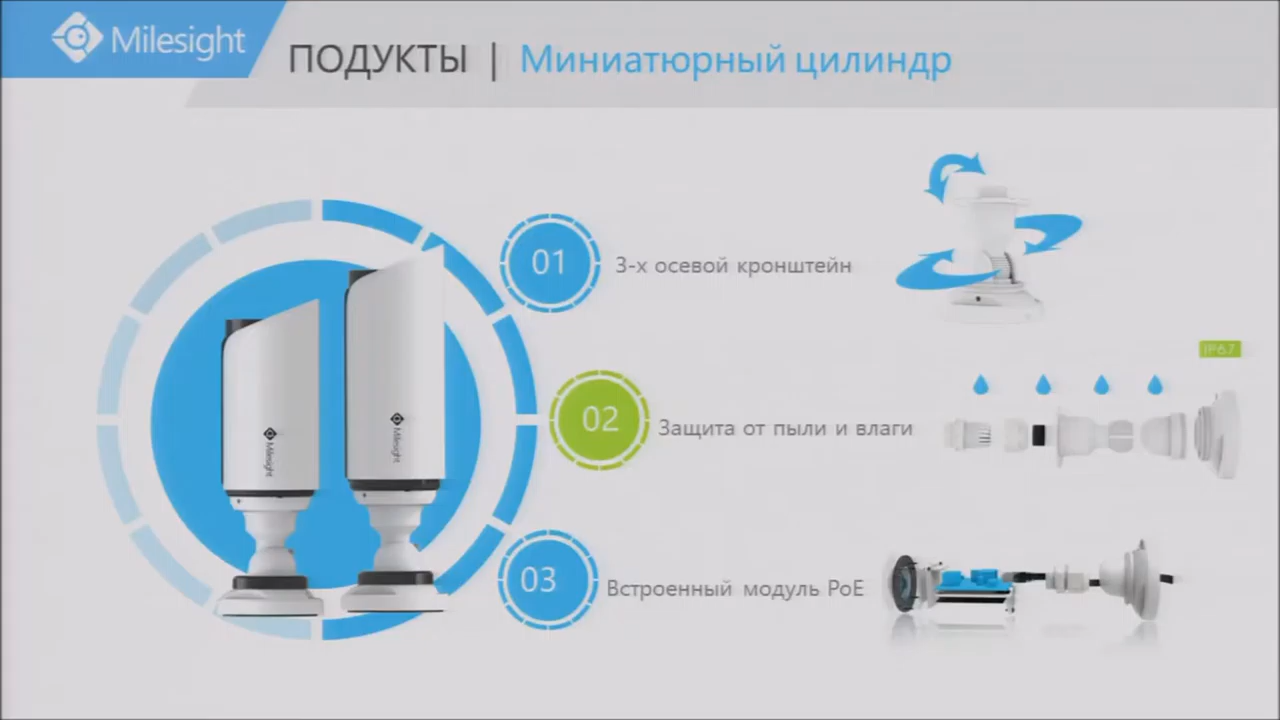 Milesight
ПОДУКТЫ | Миниатюрный цилиндр
01
3-х осевой кронштейн
IP67
02
Защита от пыли и влаги
Milesight
Milesight
03
Встроенный модуль PoE